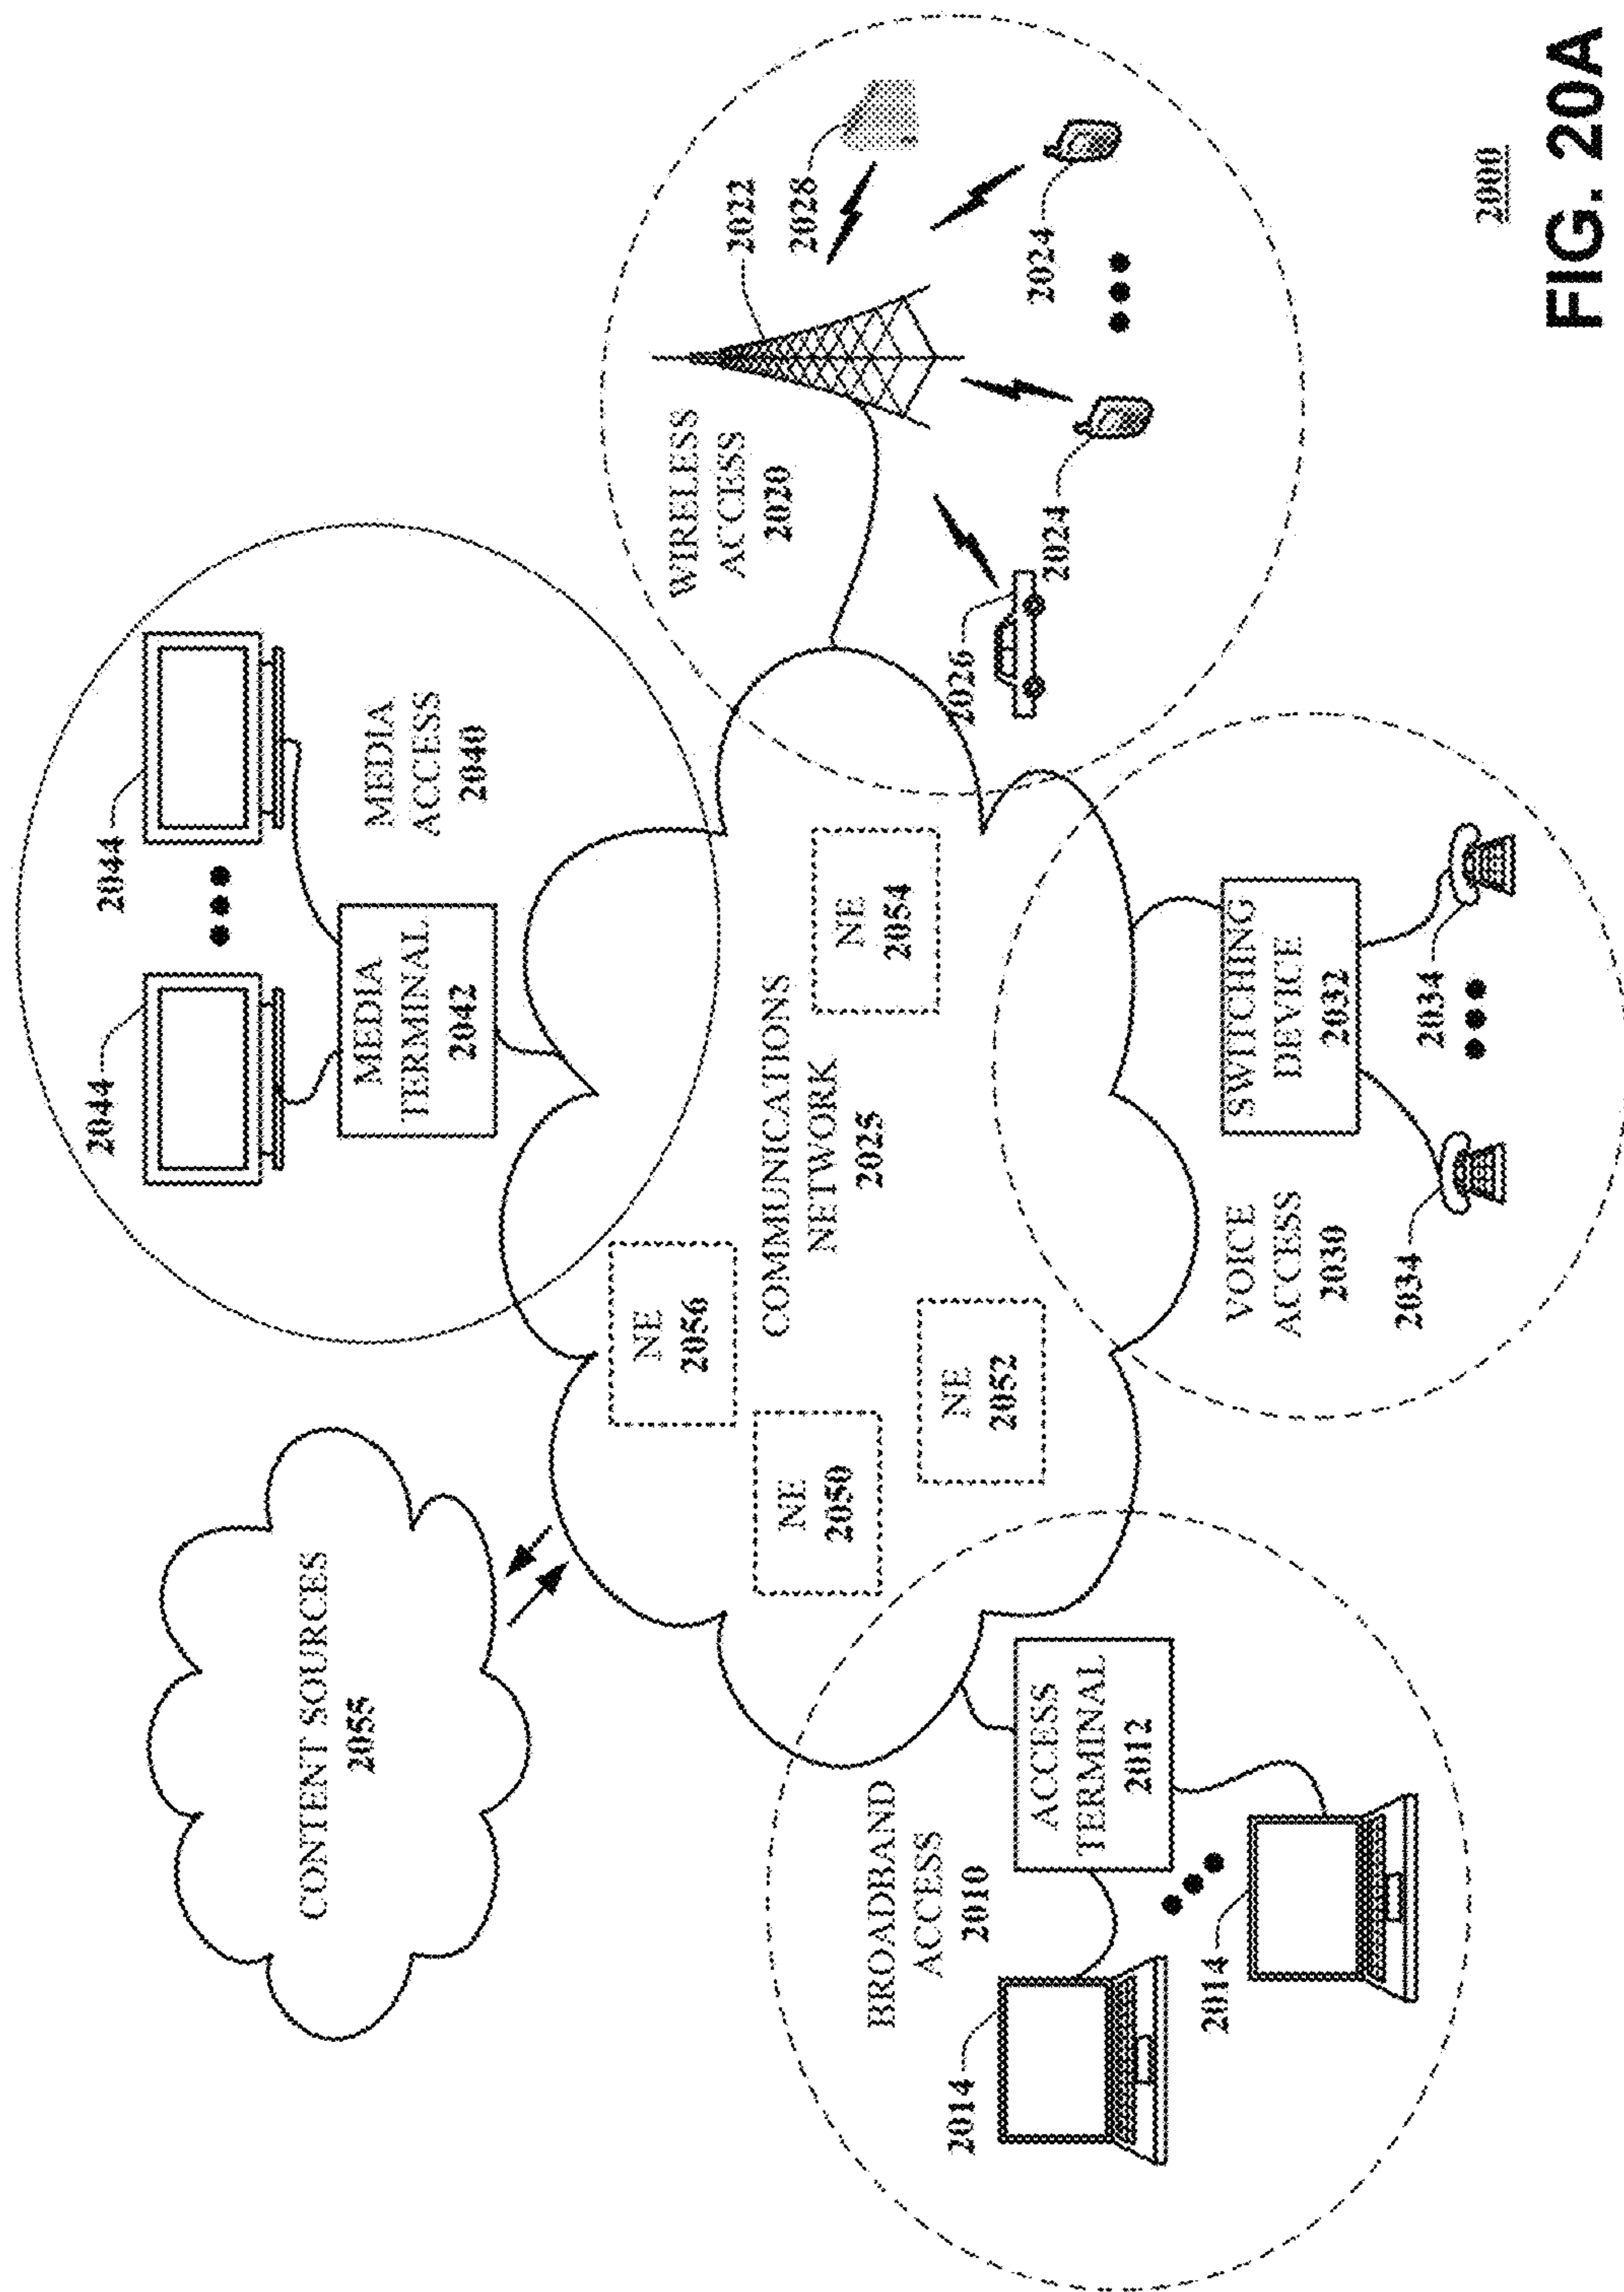 CONTENT SOURCES
2055
2044
2044
MEDIA
TERMINAL
2042
MEDIA
ACCESS
2040
NE
2056
NE
2050
COMMUNICATIONS
NETWORK
2025
NE
2054
NE
2052
WIRELESS
ACCESS
2020
2022
2028
2026
2024
2024
BROADBAND
ACCESS
2010
ACCESS
TERMINAL
2012
2014
2014
VOICE
ACCESS
2030
SWITCHING
DEVICE
2032
2034
2034
2000
FIG. 20A